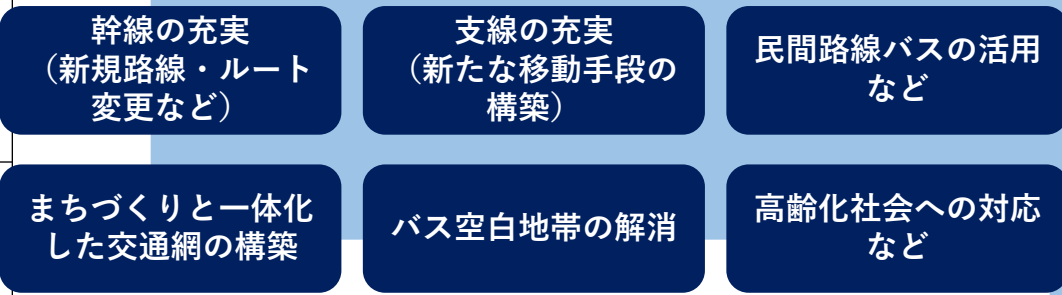 幹線の充実
（新規路線・ルート
変更など）
支線の充実
（新たな移動手段の
構築）
民間路線バスの活用
など
まちづくりと一体化
した交通網の構築
バス空白地帯の解消
高齢化社会への対応
など